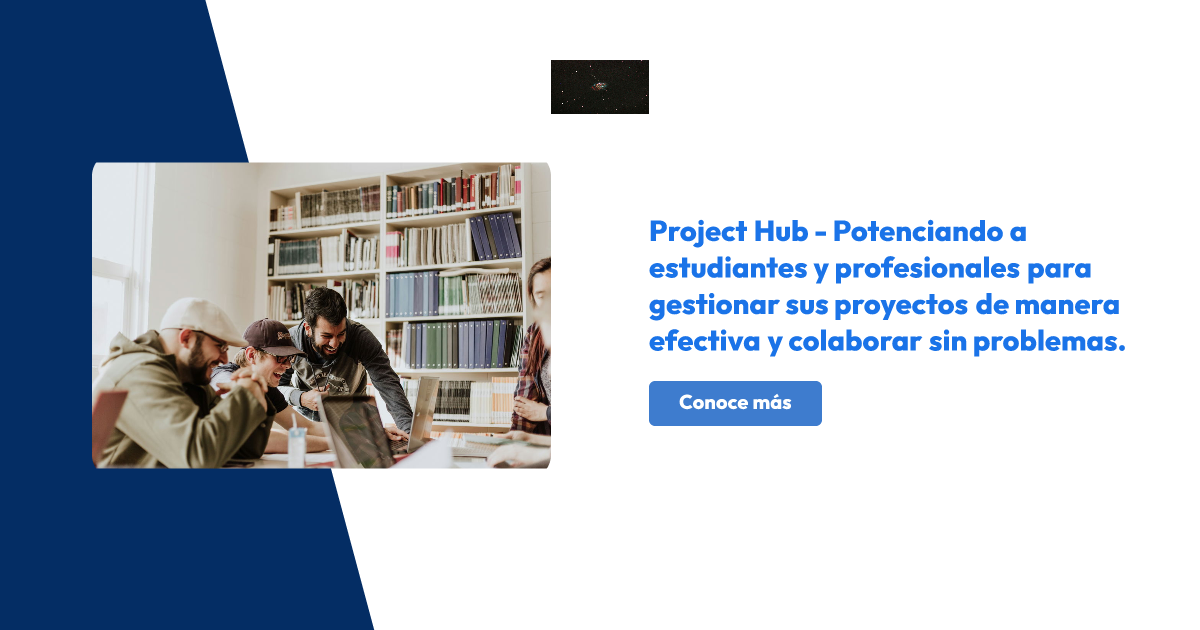 Project Hub - Potenciando a
estudiantes y profesionales para
gestionar sus proyectos de manera
efectiva y colaborar sin problemas.
Conoce más